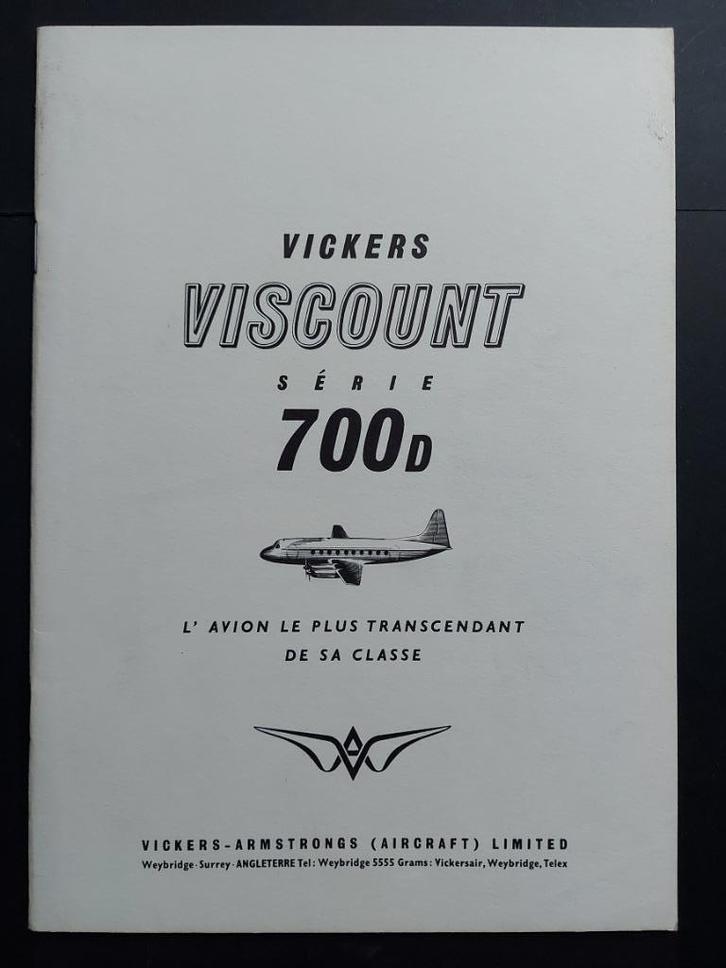 VICKERS
VISCOUNT
SÉRIE
700D
L' AVION LE PLUS TRANSCENDANT
DE SA CLASSE
VICKERS-ARMSTRONGS (AIRCRAFT) LIMITED
Weybridge · Surrey · ANGLETERRE Tel: Weybridge 5555 Grams: Vickersair, Weybridge, Telex